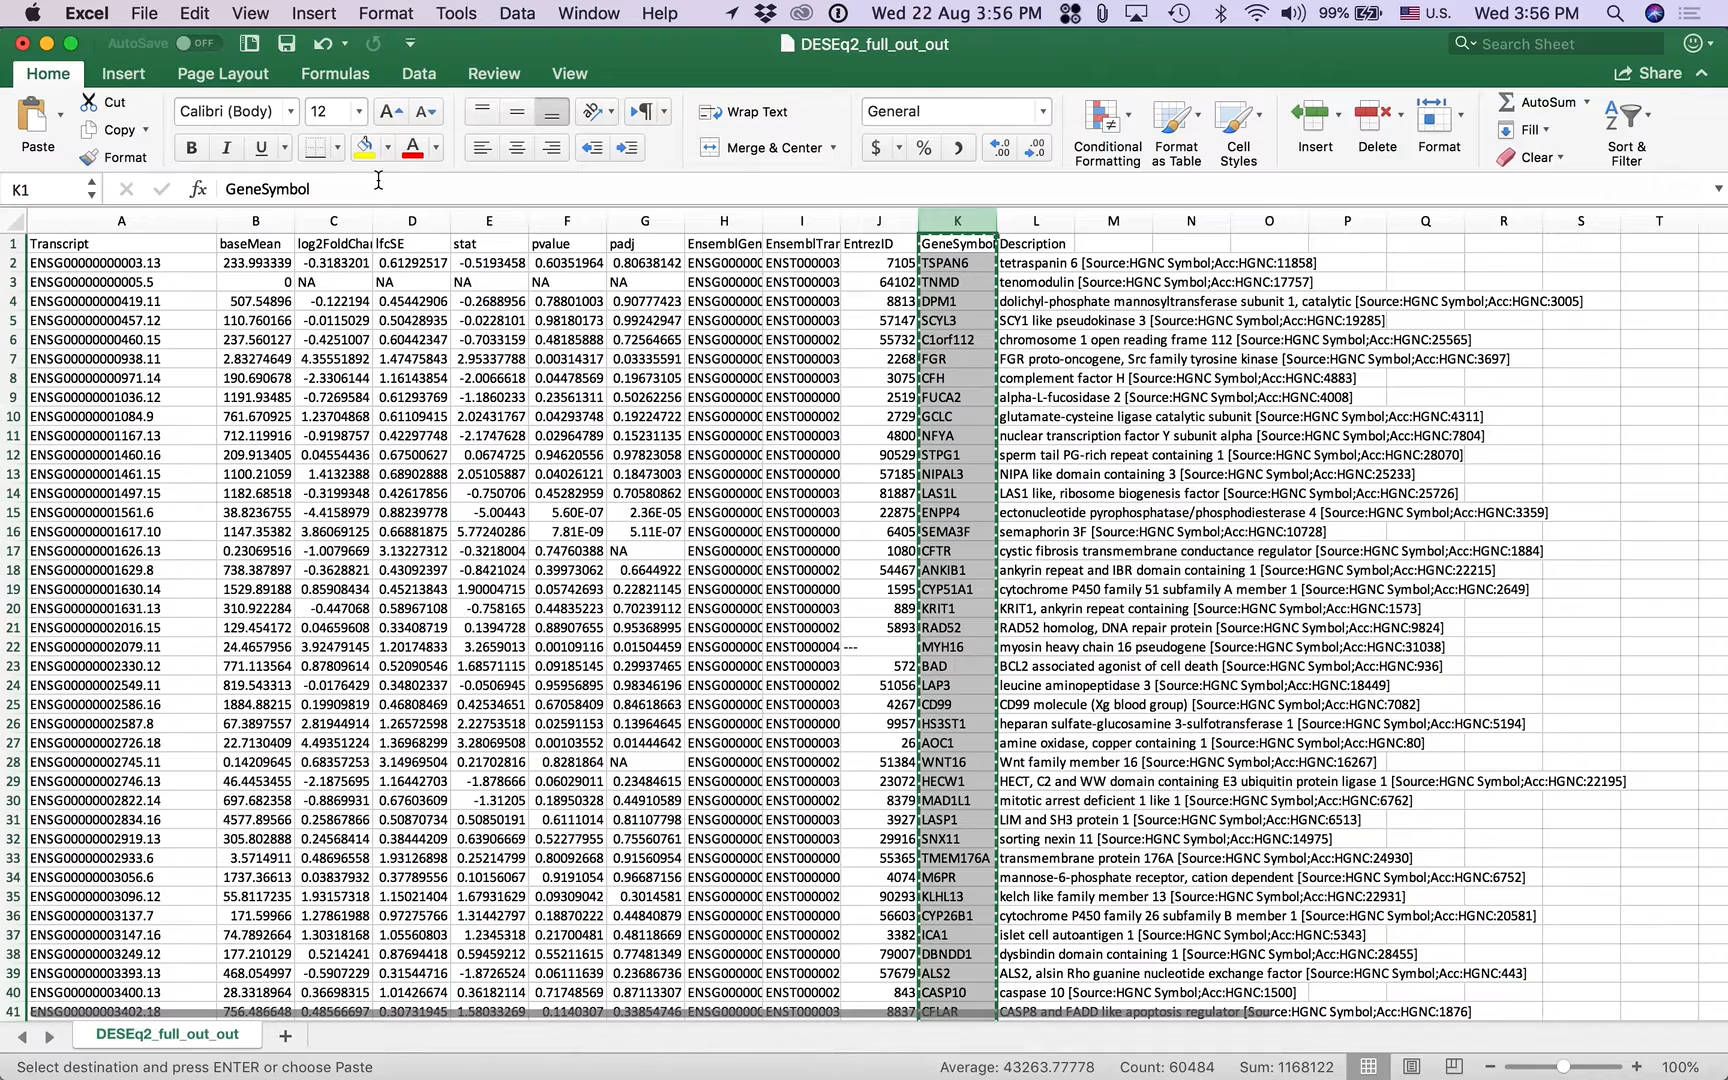 Excel File Edit View Insert Format Tools Data Window Help Wed 22 Aug 3:56 PM 99% U.S. Wed 3:56 PM
AutoSave OFF DESEq2_full_out_out Search Sheet
Home Insert Page Layout Formulas Data Review View Share
Paste Cut Copy Format Calibri (Body) 12 Wrap Text Merge & Center General Conditional Formatting Format as Table Cell Styles Insert Delete Format AutoSum Fill Clear Sort & Filter
K1 fx GeneSymbol
A B C D E F G H I J K L M N O P Q R S T
1 Transcript baseMean log2FoldChan lfcSE stat pvalue padj EnsemblGen EnsemblTran EntrezID GeneSymbol Description
2 ENSG00000000003.13 233.993339 -0.3183201 0.61292517 -0.5193458 0.60351964 0.80638142 ENSG00000C ENST000003 7105 TSPAN6 tetraspanin 6 [Source:HGNC Symbol;Acc:HGNC:11858]
3 ENSG00000000005.5 0 NA NA NA NA NA ENSG00000C ENST000003 64102 TNMD tenomodulin [Source:HGNC Symbol;Acc:HGNC:17757]
4 ENSG00000000419.11 507.54896 -0.122194 0.45442906 -0.2688956 0.78801003 0.90777423 ENSG00000C ENST000003 8813 DPM1 dolichyl-phosphate mannosyltransferase subunit 1, catalytic [Source:HGNC Symbol;Acc:HGNC:3005]
5 ENSG00000000457.12 110.760166 -0.0115029 0.50428935 -0.0228101 0.98180173 0.99242947 ENSG00000C ENST000003 57147 SCYL3 SCY1 like pseudokinase 3 [Source:HGNC Symbol;Acc:HGNC:19285]
6 ENSG00000000460.15 237.560127 -0.4251007 0.60442347 -0.7033159 0.48185888 0.72564665 ENSG00000C ENST000002 55732 C1orf112 chromosome 1 open reading frame 112 [Source:HGNC Symbol;Acc:HGNC:25565]
7 ENSG00000000938.11 2.83274649 4.35551892 1.47475843 2.95337788 0.00314317 0.03335591 ENSG00000C ENST000003 2268 FGR FGR proto-oncogene, Src family tyrosine kinase [Source:HGNC Symbol;Acc:HGNC:3697]
8 ENSG00000000971.14 190.690678 -2.3306144 1.16143854 -2.0066618 0.04478569 0.19673105 ENSG00000C ENST000003 3075 CFH complement factor H [Source:HGNC Symbol;Acc:HGNC:4883]
9 ENSG00000001036.12 1191.93485 -0.7269584 0.61293769 -1.1860233 0.23561311 0.50262256 ENSG00000C ENST000000 2519 FUCA2 alpha-L-fucosidase 2 [Source:HGNC Symbol;Acc:HGNC:4008]
10 ENSG00000001084.9 761.670925 1.23704868 0.61109419 2.02431767 0.04293748 0.19224722 ENSG00000C ENST000002 2729 GCLC glutamate-cysteine ligase catalytic subunit [Source:HGNC Symbol;Acc:HGNC:4311]
11 ENSG00000001167.13 712.119916 -0.9198757 0.42297748 -2.1747628 0.02964789 0.15231135 ENSG00000C ENST000003 4800 NFYA nuclear transcription factor Y subunit alpha [Source:HGNC Symbol;Acc:HGNC:7804]
12 ENSG00000001460.16 209.913405 0.04554436 0.67500627 0.0674725 0.94620556 0.97823058 ENSG00000C ENST000000 90529 STPG1 sperm tail PG-rich repeat containing 1 [Source:HGNC Symbol;Acc:HGNC:28070]
13 ENSG00000001461.15 1100.21059 1.4132388 0.68902888 2.05105887 0.04026121 0.18473003 ENSG00000C ENST000003 57185 NIPAL3 NIPA like domain containing 3 [Source:HGNC Symbol;Acc:HGNC:25233]
14 ENSG00000001497.15 1182.68518 -0.3199348 0.42617856 -0.750706 0.45282959 0.70580862 ENSG00000C ENST000003 81887 LAS1L LAS1 like, ribosome biogenesis factor [Source:HGNC Symbol;Acc:HGNC:25726]
15 ENSG00000001561.6 38.8236755 -4.4158979 0.88239778 -5.00443 5.60E-07 2.36E-05 ENSG00000C ENST000003 22875 ENPP4 ectonucleotide pyrophosphatase/phosphodiesterase 4 [Source:HGNC Symbol;Acc:HGNC:3359]
16 ENSG00000001617.10 1147.35382 3.86069125 0.66881875 5.77240286 7.81E-09 5.11E-07 ENSG00000C ENST000000 6405 SEMA3F semaphorin 3F [Source:HGNC Symbol;Acc:HGNC:10728]
17 ENSG00000001626.13 0.23069516 -1.0079669 3.13227312 -0.3218004 0.74760388 NA ENSG00000C ENST000000 1080 CFTR cystic fibrosis transmembrane conductance regulator [Source:HGNC Symbol;Acc:HGNC:1884]
18 ENSG00000001629.8 738.387897 -0.3628821 0.43092397 -0.8421024 0.39973062 0.6644922 ENSG00000C ENST000002 54467 ANKIB1 ankyrin repeat and IBR domain containing 1 [Source:HGNC Symbol;Acc:HGNC:22215]
19 ENSG00000001630.14 1529.89188 0.85908434 0.45213843 1.90004715 0.05742693 0.22821145 ENSG00000C ENST000000 1595 CYP51A1 cytochrome P450 family 51 subfamily A member 1 [Source:HGNC Symbol;Acc:HGNC:2649]
20 ENSG00000001631.13 310.922284 -0.447068 0.58967108 -0.758165 0.44835223 0.70239112 ENSG00000C ENST000003 889 KRIT1 KRIT1, ankyrin repeat containing [Source:HGNC Symbol;Acc:HGNC:1573]
21 ENSG00000002016.15 129.454172 0.04659608 0.33408719 0.1394728 0.88907655 0.95368995 ENSG00000C ENST000002 5893 RAD52 RAD52 homolog, DNA repair protein [Source:HGNC Symbol;Acc:HGNC:9824]
22 ENSG00000002079.11 24.4657956 3.92479145 1.20174833 3.2659013 0.00109116 0.01504459 ENSG00000C ENST000004 --- MYH16 myosin heavy chain 16 pseudogene [Source:HGNC Symbol;Acc:HGNC:31038]
23 ENSG00000002330.12 771.113564 0.87809614 0.52090546 1.68571115 0.09185145 0.29937465 ENSG00000C ENST000003 572 BAD BCL2 associated agonist of cell death [Source:HGNC Symbol;Acc:HGNC:936]
24 ENSG00000002549.11 819.543313 -0.0176429 0.34802337 -0.0506945 0.95956895 0.98346196 ENSG00000C ENST000002 51056 LAP3 leucine aminopeptidase 3 [Source:HGNC Symbol;Acc:HGNC:18449]
25 ENSG00000002586.16 1884.88215 0.19909819 0.46808469 0.42534651 0.67058409 0.84618663 ENSG00000C ENST000003 4267 CD99 CD99 molecule (Xg blood group) [Source:HGNC Symbol;Acc:HGNC:7082]
26 ENSG00000002587.8 67.3897557 2.81944914 1.26572598 2.22753518 0.02591153 0.13964645 ENSG00000C ENST000000 9957 HS3ST1 heparan sulfate-glucosamine 3-sulfotransferase 1 [Source:HGNC Symbol;Acc:HGNC:5194]
27 ENSG00000002726.18 22.7130409 4.49351224 1.36968299 3.28069508 0.00103552 0.01444642 ENSG00000C ENST000003 26 AOC1 amine oxidase, copper containing 1 [Source:HGNC Symbol;Acc:HGNC:80]
28 ENSG00000002745.11 0.14209645 0.68357253 3.14969504 0.21702816 0.8281864 NA ENSG00000C ENST000002 51384 WNT16 Wnt family member 16 [Source:HGNC Symbol;Acc:HGNC:16267]
29 ENSG00000002746.13 46.4453455 -2.1875695 1.16442703 -1.878666 0.06029011 0.23484615 ENSG00000C ENST000003 23072 HECW1 HECT, C2 and WW domain containing E3 ubiquitin protein ligase 1 [Source:HGNC Symbol;Acc:HGNC:22195]
30 ENSG00000002822.14 697.682358 -0.8869931 0.67603609 -1.31205 0.18950328 0.44910589 ENSG00000C ENST000002 8379 MAD1L1 mitotic arrest deficient 1 like 1 [Source:HGNC Symbol;Acc:HGNC:6762]
31 ENSG00000002834.16 4577.89566 0.25867866 0.50870734 0.50850191 0.6111014 0.81107798 ENSG00000C ENST000003 3927 LASP1 LIM and SH3 protein 1 [Source:HGNC Symbol;Acc:HGNC:6513]
32 ENSG00000002919.13 305.802888 0.24568414 0.38444209 0.63906669 0.52277955 0.75560761 ENSG00000C ENST000003 29916 SNX11 sorting nexin 11 [Source:HGNC Symbol;Acc:HGNC:14975]
33 ENSG00000002933.6 3.5714911 0.48696558 1.93126898 0.25214799 0.80092668 0.91560954 ENSG00000C ENST000000 55365 TMEM176A transmembrane protein 176A [Source:HGNC Symbol;Acc:HGNC:24930]
34 ENSG00000003056.6 1737.36613 0.03837932 0.37789556 0.10156067 0.9191054 0.96687156 ENSG00000C ENST000000 4074 M6PR mannose-6-phosphate receptor, cation dependent [Source:HGNC Symbol;Acc:HGNC:6752]
35 ENSG00000003096.12 55.8117235 1.93157318 1.15021404 1.67931629 0.09309042 0.3014581 ENSG00000C ENST000002 90293 KLHL13 kelch like family member 13 [Source:HGNC Symbol;Acc:HGNC:22931]
36 ENSG00000003137.7 171.59966 1.27861988 0.97275766 1.31442797 0.18870222 0.44840879 ENSG00000C ENST000000 56603 CYP26B1 cytochrome P450 family 26 subfamily B member 1 [Source:HGNC Symbol;Acc:HGNC:20581]
37 ENSG00000003147.16 74.7892664 1.30318168 1.05560803 1.2345318 0.21700481 0.48118669 ENSG00000C ENST000002 3382 ICA1 islet cell autoantigen 1 [Source:HGNC Symbol;Acc:HGNC:5343]
38 ENSG00000003249.12 177.210129 0.5214241 0.87694418 0.59459212 0.55211615 0.77481349 ENSG00000C ENST000000 79007 DBNDD1 dysbindin domain containing 1 [Source:HGNC Symbol;Acc:HGNC:28455]
39 ENSG00000003393.13 468.054997 -0.5907229 0.31544716 -1.8726524 0.06111639 0.23686736 ENSG00000C ENST000002 57679 ALS2 ALS2, alsin Rho guanine nucleotide exchange factor [Source:HGNC Symbol;Acc:HGNC:443]
40 ENSG00000003400.13 28.3318964 0.36698315 1.01426674 0.36182114 0.71748569 0.87113307 ENSG00000C ENST000002 843 CASP10 caspase 10 [Source:HGNC Symbol;Acc:HGNC:1500]
41 ENSG00000003402.18 756.486648 0.48566697 0.30731945 1.58033269 0.1140143 0.33854746 ENSG00000C ENST000003 8837 CFLAR CASP8 and FADD like apoptosis regulator [Source:HGNC Symbol;Acc:HGNC:1876]
DESEq2_full_out_out
Select destination and press ENTER or choose Paste Average: 43263.77778 Count: 60484 Sum: 1168122 100%